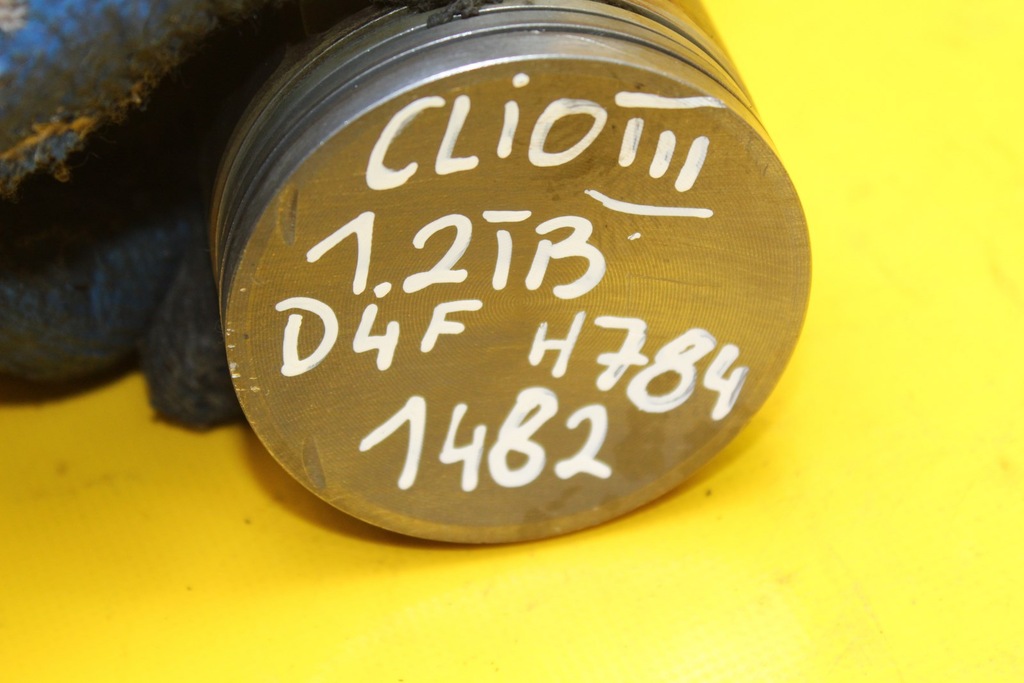 CLiO III
1.2TB
D4F H784
1482